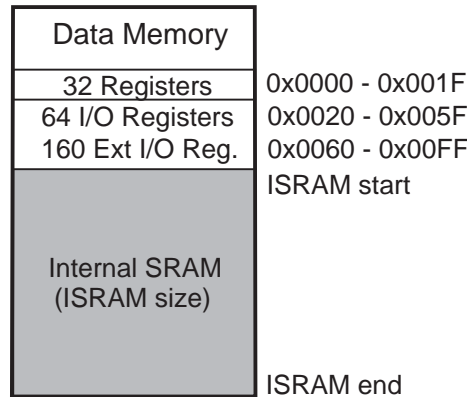 Data Memory
32 Registers 0x0000 - 0x001F
64 I/O Registers 0x0020 - 0x005F
160 Ext I/O Reg. 0x0060 - 0x00FF
ISRAM start
Internal SRAM
(ISRAM size)
ISRAM end